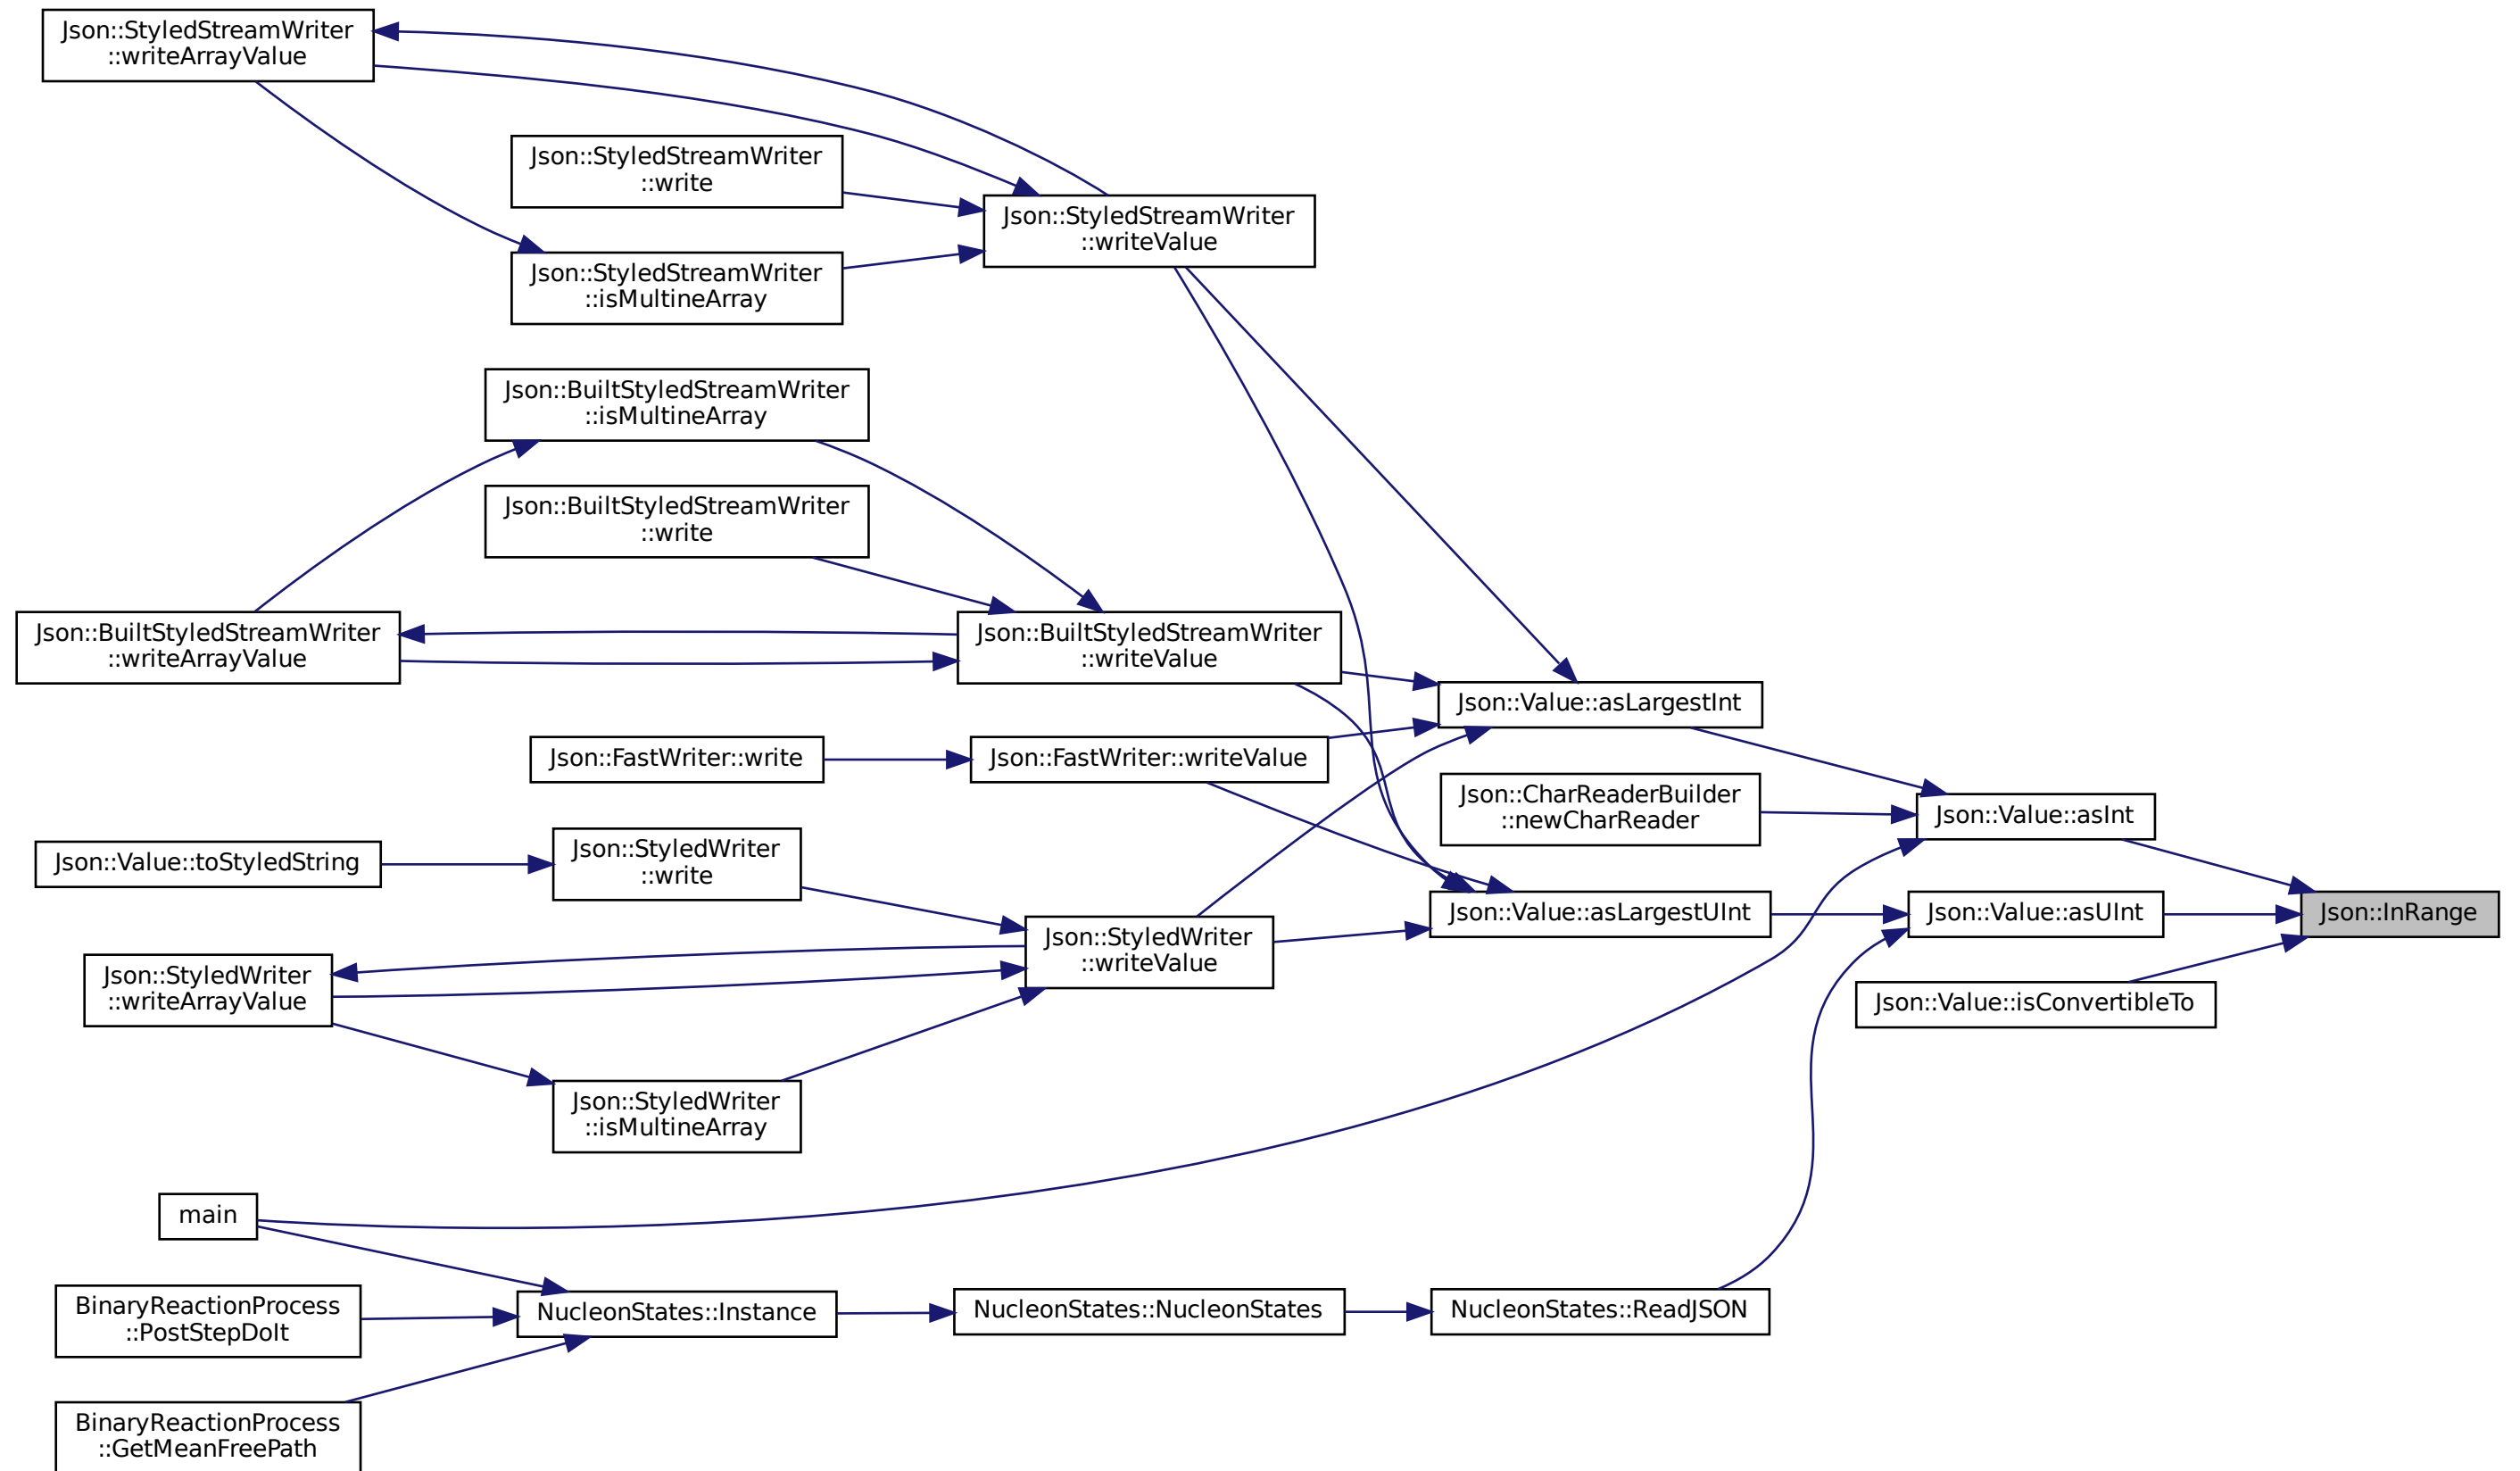 Json::StyledStreamWriter
::writeArrayValue
Json::StyledStreamWriter
::write
Json::StyledStreamWriter
::writeValue
Json::StyledStreamWriter
::isMultineArray
Json::BuiltStyledStreamWriter
::isMultineArray
Json::BuiltStyledStreamWriter
::write
Json::BuiltStyledStreamWriter
::writeArrayValue
Json::BuiltStyledStreamWriter
::writeValue
Json::Value::asLargestInt
Json::FastWriter::write
Json::FastWriter::writeValue
Json::CharReaderBuilder
::newCharReader
Json::Value::asInt
Json::Value::toStyledString
Json::StyledWriter
::write
Json::Value::asLargestUInt
Json::Value::asUInt
Json::InRange
Json::StyledWriter
::writeValue
Json::StyledWriter
::writeArrayValue
Json::Value::isConvertibleTo
Json::StyledWriter
::isMultineArray
main
BinaryReactionProcess
::PostStepDoIt
NucleonStates::Instance
NucleonStates::NucleonStates
NucleonStates::ReadJSON
BinaryReactionProcess
::GetMeanFreePath